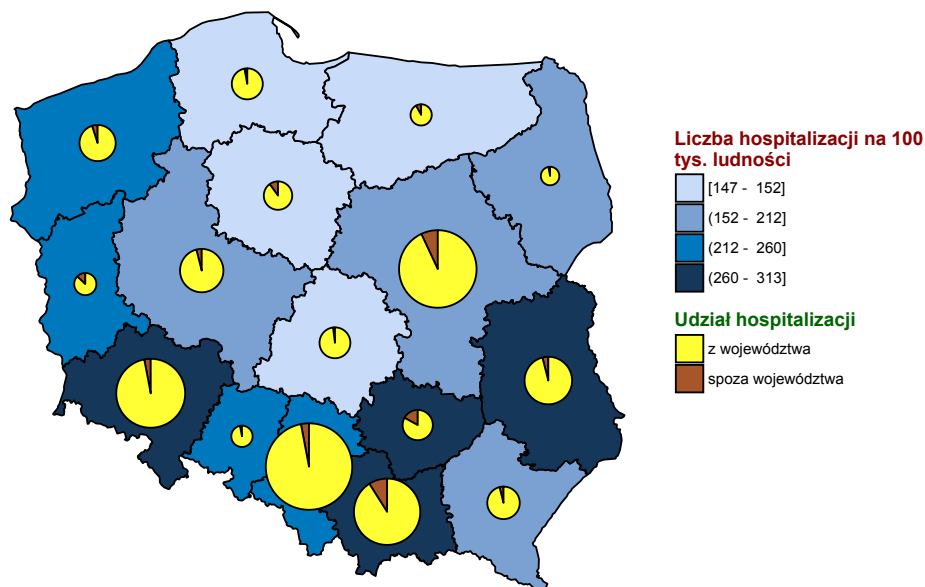 Liczba hospitalizacji na 100
tys. ludności
[147 - 152]
(152 - 212]
(212 - 260]
(260 - 313]
Udział hospitalizacji
z województwa
spoza województwa